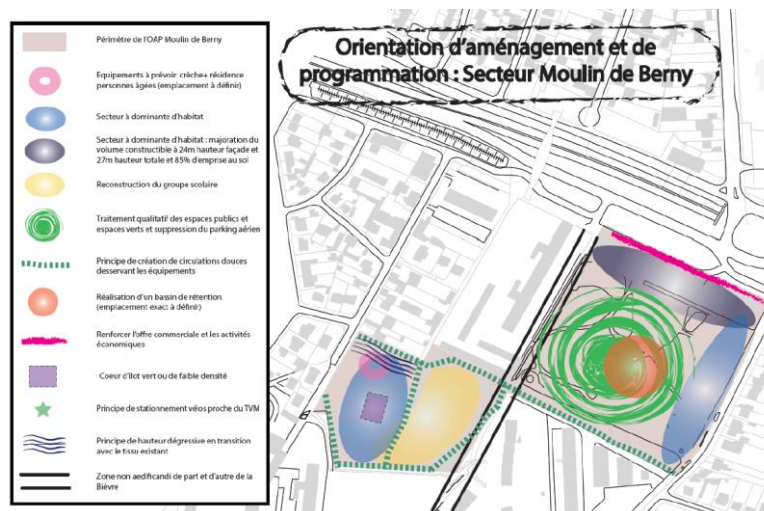 Orientation d'aménagement et de
programmation : Secteur Moulin de Berny
Périmètre de l'OAP Moulin de Berny
Equipements à prévoir: crèche+ résidence
personnes âgées (emplacement à définir)
Secteur à dominante d'habitat
Secteur à dominante d'habitat : majoration du
volume constructible à 24m hauteur façade et
27m hauteur totale et 85% d'emprise au sol
Reconstruction du groupe scolaire
Traitement qualitatif des espaces publics et
espaces verts et suppression du parking aérien
Principe de création de circulations douces
desservant les équipements
Réalisation d'un bassin de rétention
(emplacement exact à définir)
Renforcer l'offre commerciale et les activités
économiques
Coeur d'îlot vert ou de faible densité
Principe de stationnement vélos proche du TVM
Principe de hauteur dégressive en transition
avec le tissu existant
Zone non aedificandi de part et d'autre de la
Bièvre